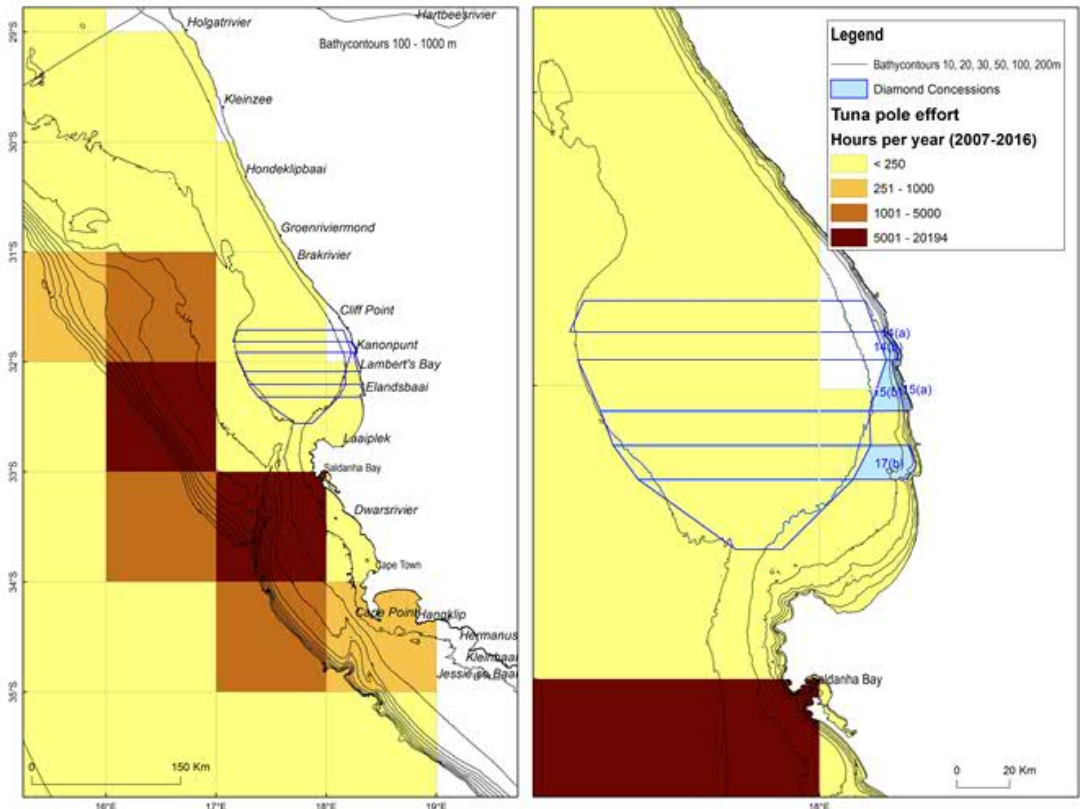 Hartbeesrivier
Holgatrivier
Bathycontours 100 - 1000 m
Kleinzee
Hondeklipbaai
Groenriviermond
Brakrivier
Cliff Point
Kanonpunt
Lambert's Bay
Elandsbaai
Laaiplek
Saldanha Bay
Dwarsrivier
Cape Town
Cape Point
Hangklip
Hermanus
29°S
30°S
31°S
32°S
33°S
34°S
35°S
0 150 Km
16°E 17°E 18°E 19°E
Legend
Bathycontours 10, 20, 30, 50, 100, 200m
Diamond Concessions
Tuna pole effort
Hours per year (2007-2016)
< 250
251 - 1000
1001 - 5000
5001 - 20194
15(b) 15(a)
17(b)
Saldanha Bay
0 20 Km
18°E